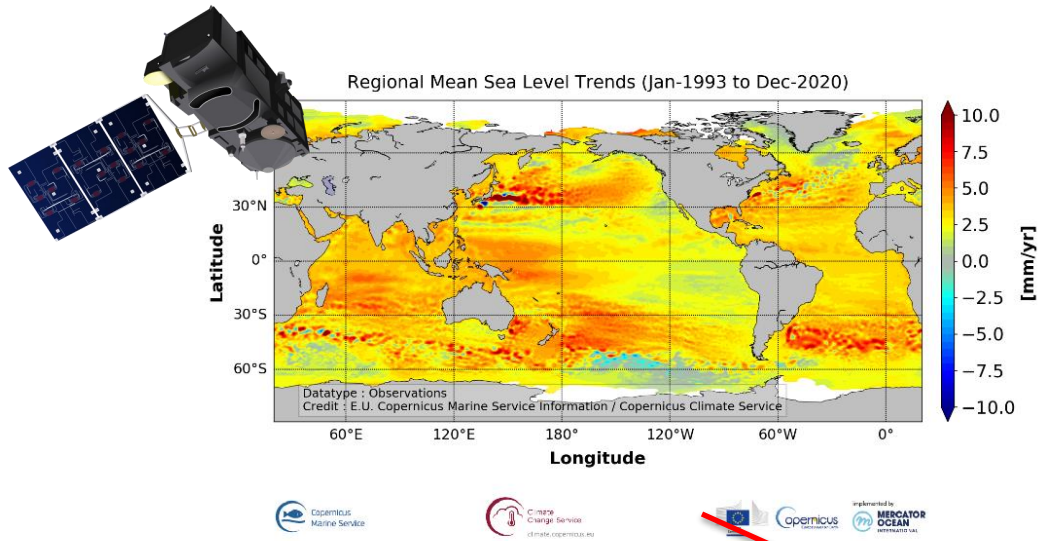 Regional Mean Sea Level Trends (Jan-1993 to Dec-2020)
Latitude
30°N
0°
30°S
60°S
60°E
120°E
180°
120°W
60°W
0°
Longitude
Datatype : Observations
Credit : E.U. Copernicus Marine Service Information / Copernicus Climate Service
10.0
7.5
5.0
2.5
0.0
−2.5
−5.0
−7.5
−10.0
[mm/yr]
Copernicus
Marine Service
Climate
Change Service
climate.copernicus.eu
opernicus
implemented by
MERCATOR
OCEAN
INTERNATIONAL